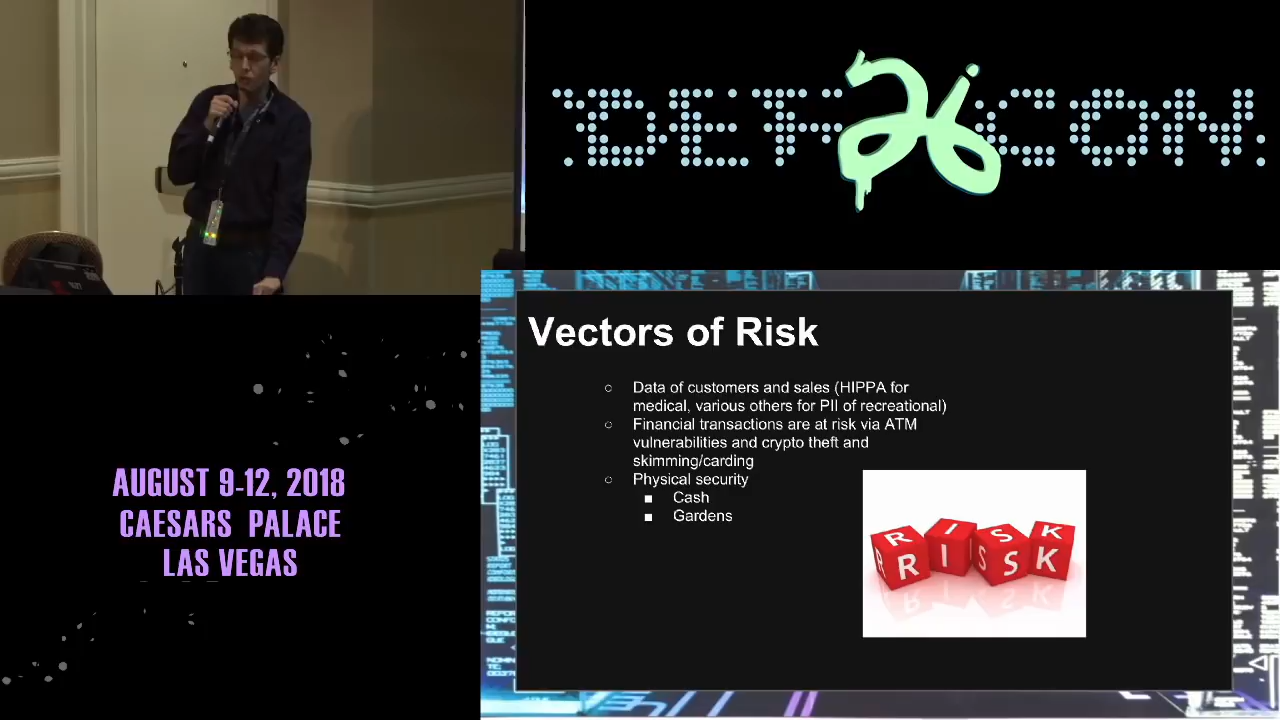 DEF CON
26
Vectors of Risk
Data of customers and sales (HIPPA for
medical, various others for PII of recreational)
Financial transactions are at risk via ATM
vulnerabilities and crypto theft and
skimming/carding
Physical security
Cash
Gardens
RISK
RISK
AUGUST 9-12, 2018
CAESARS PALACE
LAS VEGAS